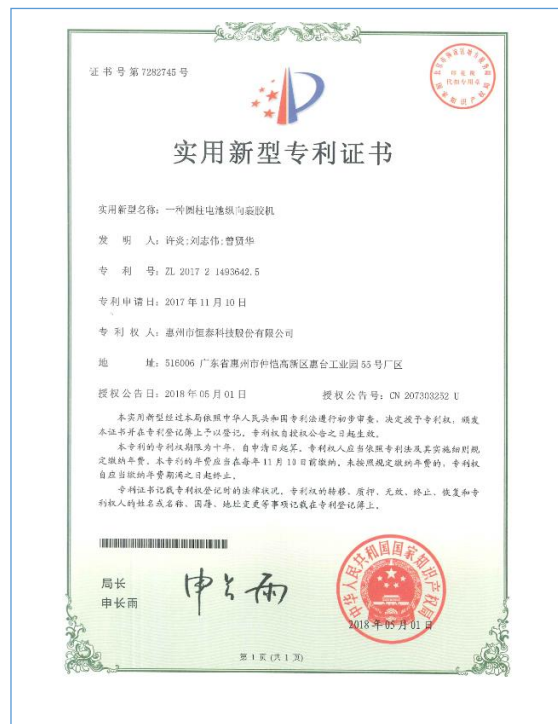 证书号第7282745号
实用新型专利证书
实用新型名称：一种圆柱电池纵向裹胶机
发 明 人：许炎;刘志伟;曾贤华
专 利 号：ZL 2017 2 1493642.5
专利申请日：2017年11月10日
专 利 权 人：惠州市恒泰科技股份有限公司
地 址：516006 广东省惠州市仲恺高新区惠台工业园55号厂区
授权公告日：2018年05月01日 授权公告号：CN 207303252 U
本实用新型经过本局依照中华人民共和国专利法进行初步审查，决定授予专利权，颁发
本证书并在专利登记簿上予以登记。专利权自授权公告之日起生效。
本专利的专利权期限为十年，自申请日起算。专利权人应当依照专利法及其实施细则规
定缴纳年费。本专利的年费应当在每年11月10日前缴纳。未按照规定缴纳年费的，专利权
自应当缴纳年费期满之日起终止。
专利证书记载专利权登记时的法律状况。专利权的转移、质押、无效、终止、恢复和专
利权人的姓名或名称、国籍、地址变更等事项记载在专利登记簿上。
局长
申长雨
申长雨
中华人民共和国国家知识产权局
2018年05月01日
第 1 页 (共 1 页)